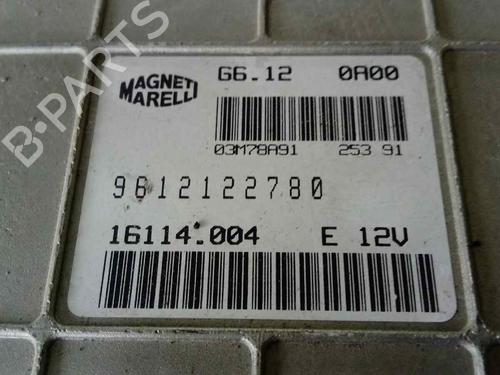 B-PARTS
MAGNETI MARELLI
G6.12 0A00
03M78A91 253 91
9612122780
16114.004 E 12V